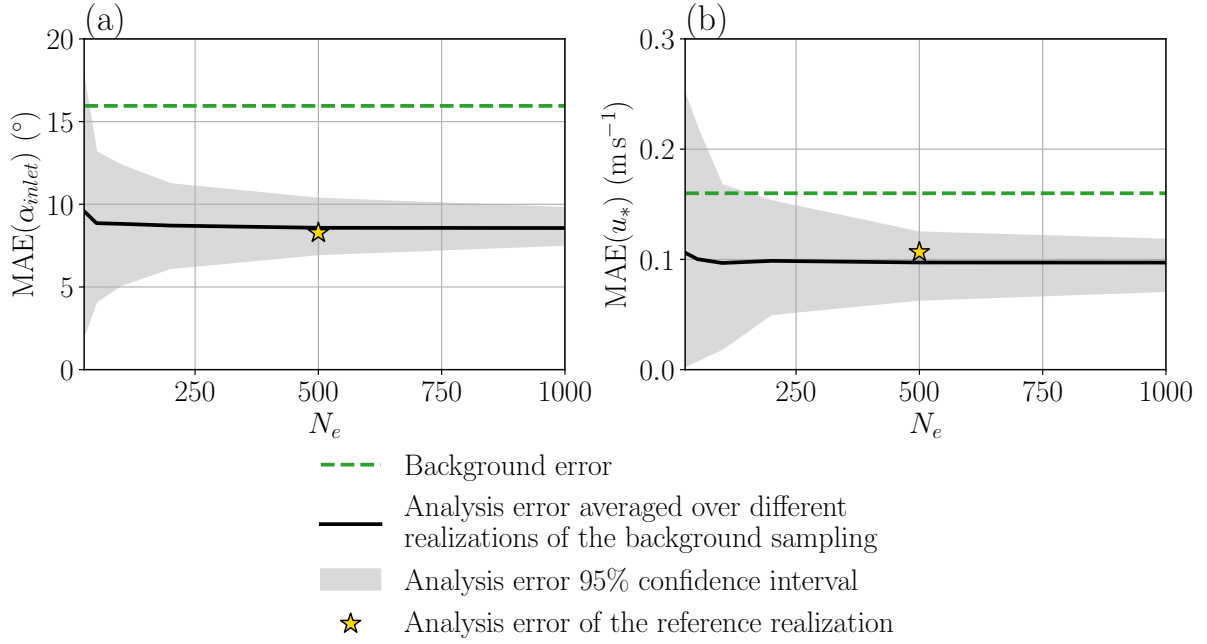 (a)
20
15
10
5
0
MAE(α_inlet) (°)
250
500
750
1000
N_e
(b)
0.3
0.2
0.1
0.0
MAE(u_*) (m s⁻¹)
250
500
750
1000
N_e
Background error
Analysis error averaged over different
realizations of the background sampling
Analysis error 95% confidence interval
Analysis error of the reference realization